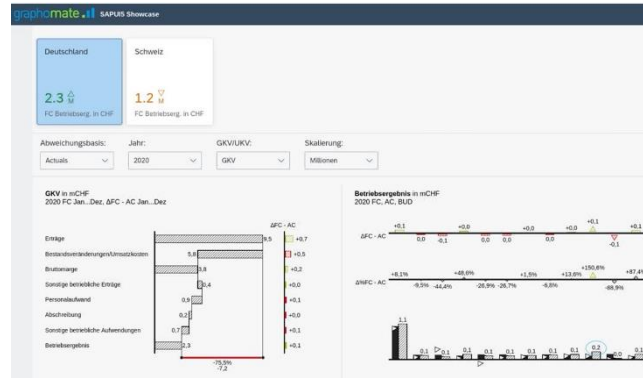 graphomate SAPUI5 Showcase
Deutschland
Schweiz
2.3 M
1.2 M
FC Betriebserg. in CHF
FC Betriebserg. in CHF
Abweichungsbasis:
Jahr:
GKV/UKV:
Skalierung:
Actuals
2020
GKV
Millionen
GKV in mCHF
2020 FC Jan...Dez, ΔFC - AC Jan...Dez
ΔFC - AC
Erträge 9,5 +0,7
Bestandsveränderungen/Umsatzkosten 5,8 +0,5
Bruttomarge 3,8 +0,2
Sonstige betriebliche Erträge 0,4 +0,0
Personalaufwand 0,9 +0,1
Abschreibung 0,2 +0,0
Sonstige betriebliche Aufwendungen 0,7 +0,1
Betriebsergebnis 2,3 +0,1
-75,5%
-7,2
Betriebsergebnis in mCHF
2020 FC, AC, BUD
+0,1 +0,0 +0,0 +0,0 +0,1 +0,1
ΔFC - AC
0,0 -0,1 0,0 0,0 -0,1
+8,1% +48,6% +1,5% +13,6% +150,8% +87,4%
Δ%FC - AC
-9,5% -44,4% -26,9% -26,7% -6,8% -68,9%
1,1
0,1 0,1 0,1 0,1 0,1 0,1 0,1 0,2 0,0 0,1